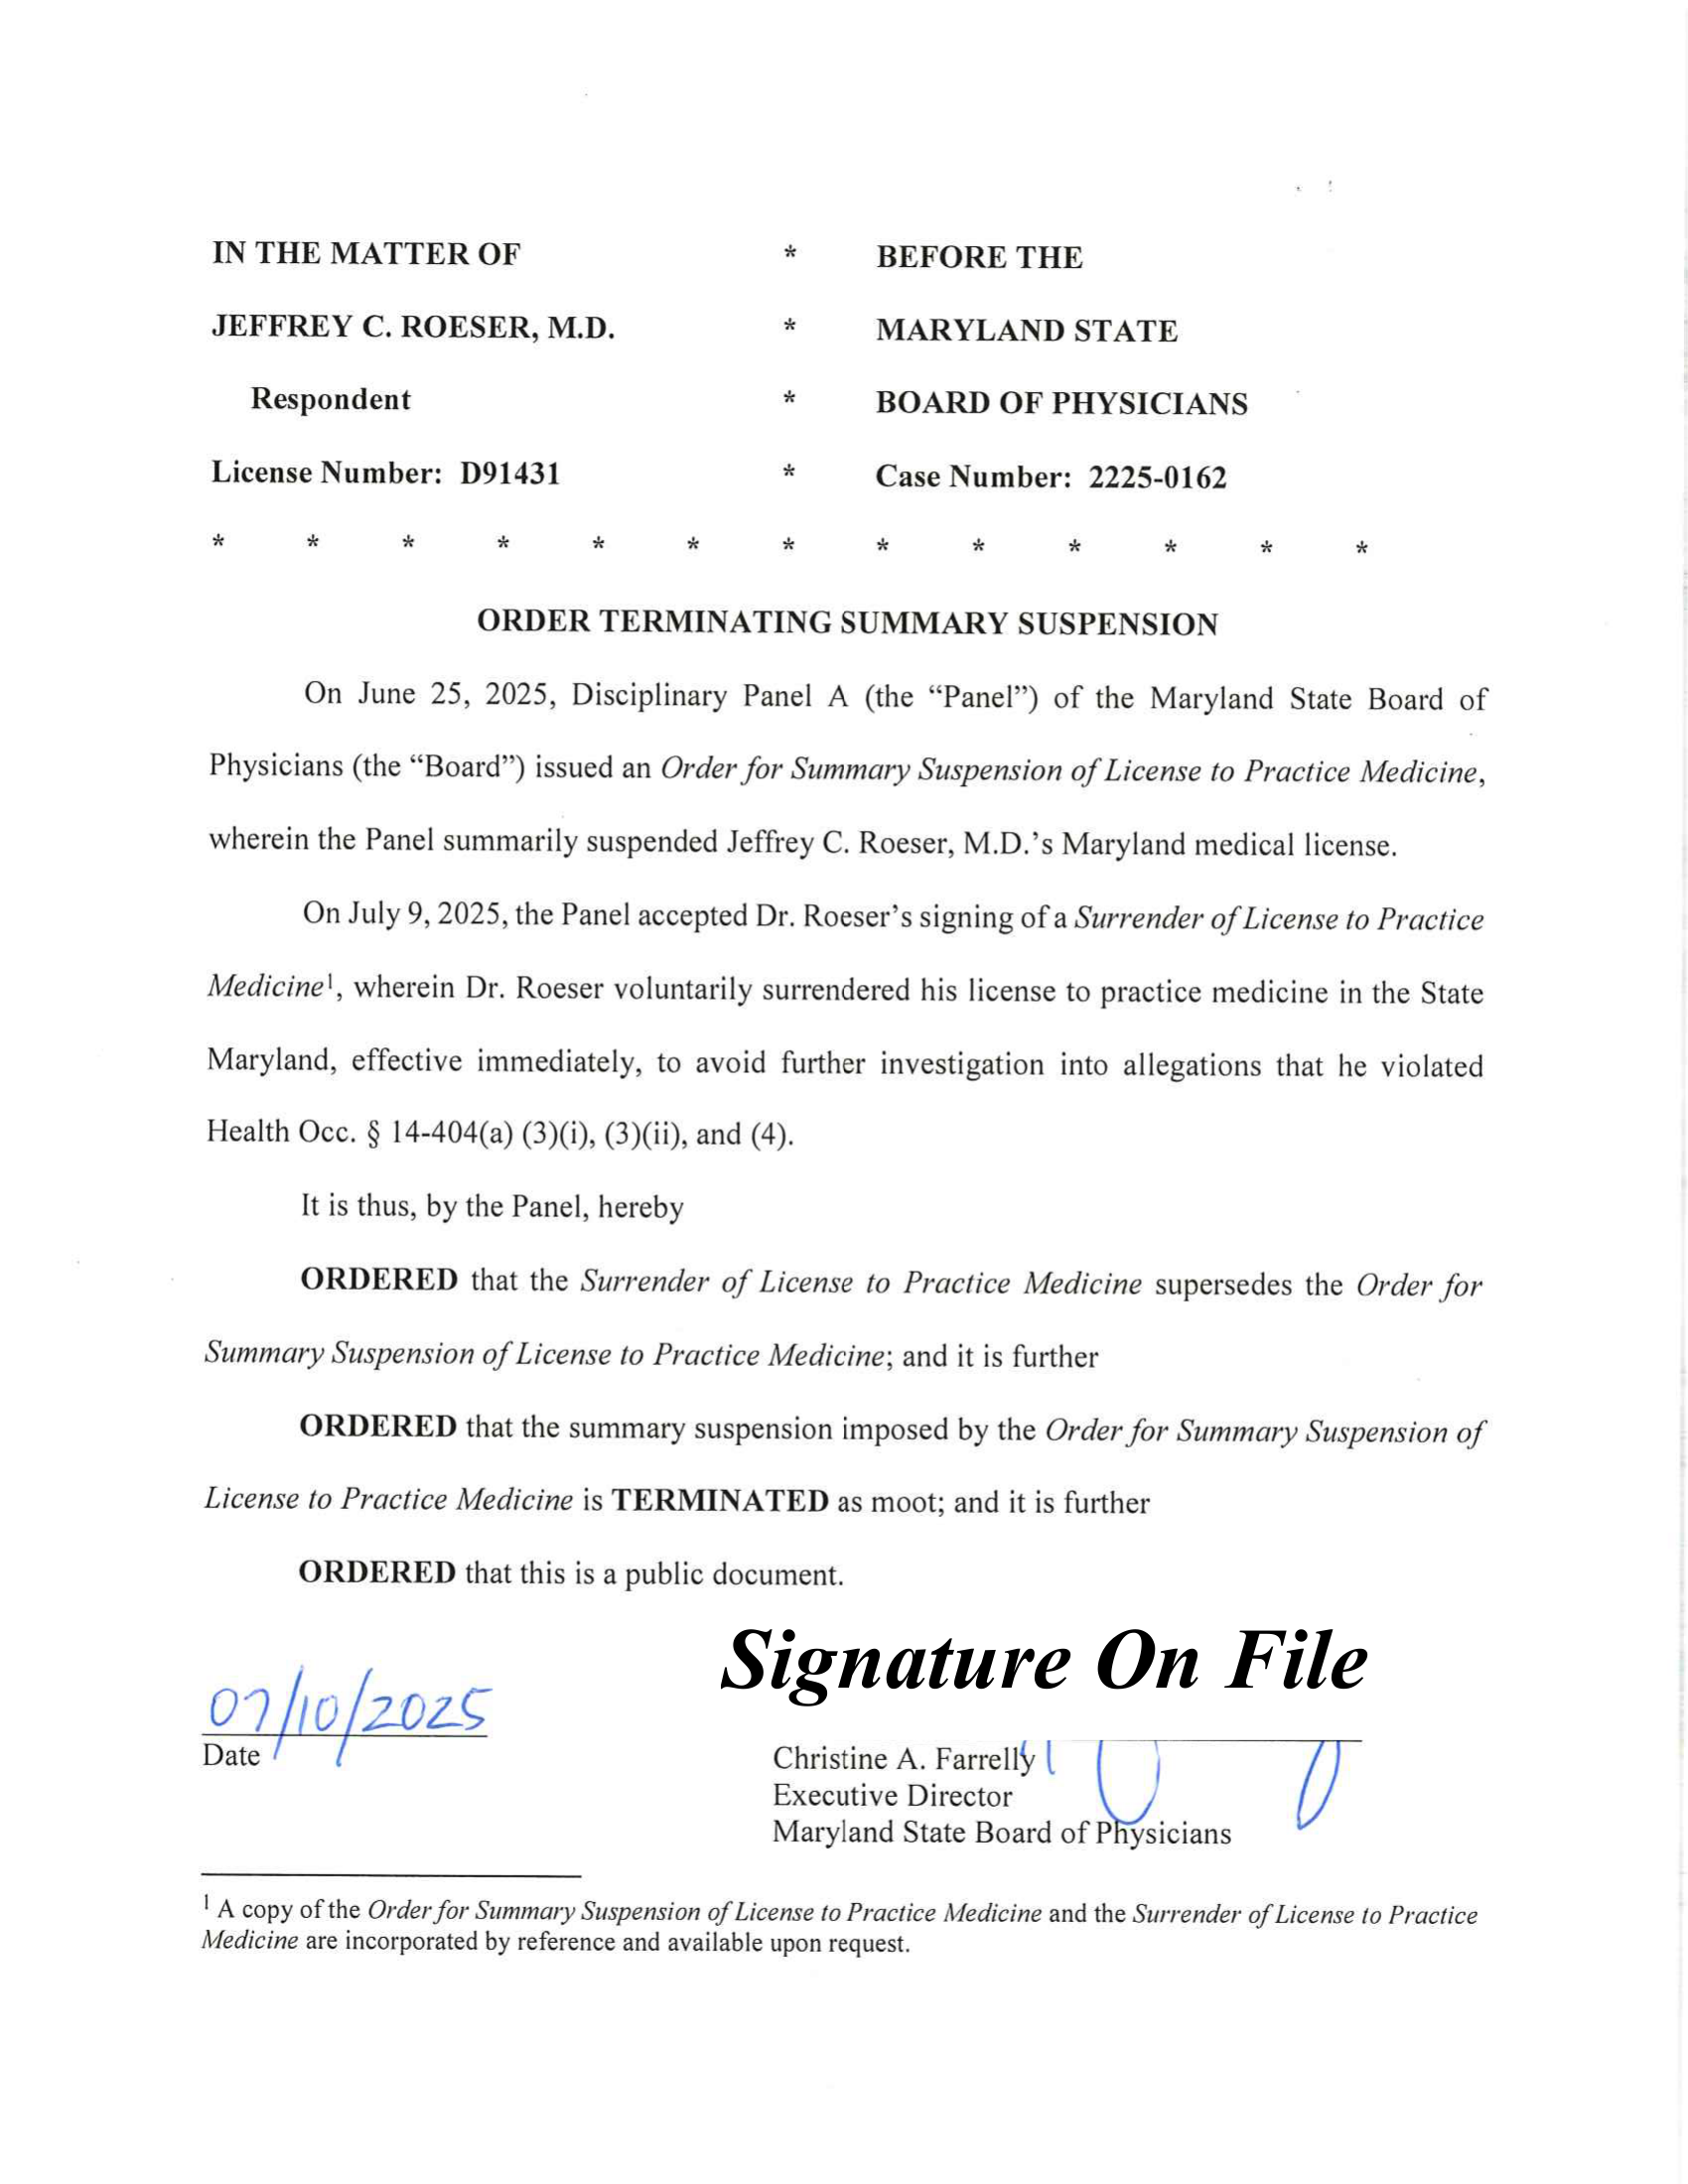 IN THE MATTER OF * BEFORE THE
JEFFREY C. ROESER, M.D. * MARYLAND STATE
Respondent * BOARD OF PHYSICIANS
License Number: D91431 * Case Number: 2225-0162
* * * * * * * * * * * * *
ORDER TERMINATING SUMMARY SUSPENSION
On June 25, 2025, Disciplinary Panel A (the “Panel”) of the Maryland State Board of
Physicians (the “Board”) issued an Order for Summary Suspension of License to Practice Medicine,
wherein the Panel summarily suspended Jeffrey C. Roeser, M.D.’s Maryland medical license.
On July 9, 2025, the Panel accepted Dr. Roeser’s signing of a Surrender of License to Practice
Medicine¹, wherein Dr. Roeser voluntarily surrendered his license to practice medicine in the State
Maryland, effective immediately, to avoid further investigation into allegations that he violated
Health Occ. § 14-404(a) (3)(i), (3)(ii), and (4).
It is thus, by the Panel, hereby
ORDERED that the Surrender of License to Practice Medicine supersedes the Order for
Summary Suspension of License to Practice Medicine; and it is further
ORDERED that the summary suspension imposed by the Order for Summary Suspension of
License to Practice Medicine is TERMINATED as moot; and it is further
ORDERED that this is a public document.
Signature On File
07/10/2025
Date
Christine A. Farrelly
Executive Director
Maryland State Board of Physicians
¹ A copy of the Order for Summary Suspension of License to Practice Medicine and the Surrender of License to Practice
Medicine are incorporated by reference and available upon request.